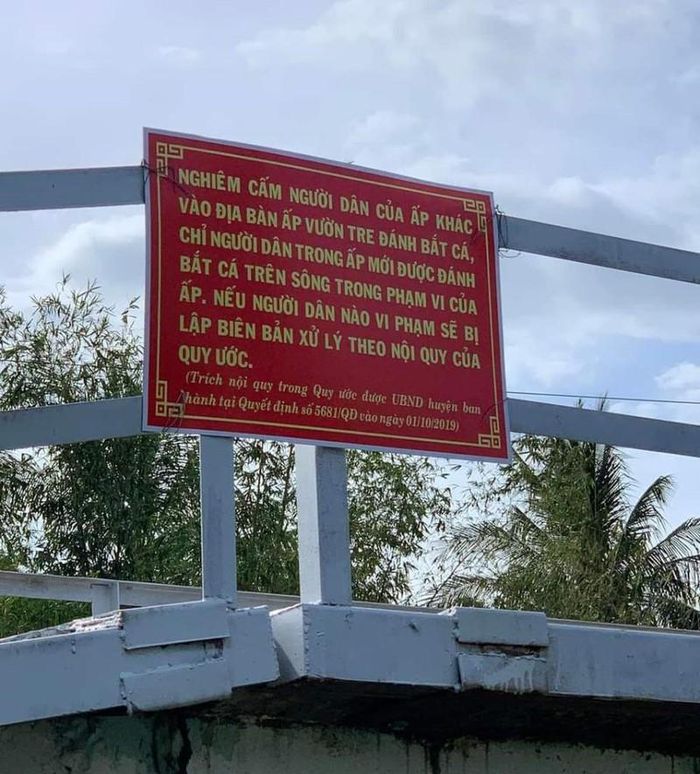 NGHIÊM CẤM NGƯỜI DÂN CỦA ẤP KHÁC
VÀO ĐỊA BÀN ẤP VƯỜN TRE ĐÁNH BẮT CÁ,
CHỈ NGƯỜI DÂN TRONG ẤP MỚI ĐƯỢC ĐÁNH
BẮT CÁ TRÊN SÔNG TRONG PHẠM VI CỦA
ẤP. NẾU NGƯỜI DÂN NÀO VI PHẠM SẼ BỊ
LẬP BIÊN BẢN XỬ LÝ THEO NỘI QUY CỦA
QUY ƯỚC.
(Trích nội quy trong Quy ước được UBND huyện ban
hành tại Quyết định số 5681/QĐ vào ngày 01/10/2019)